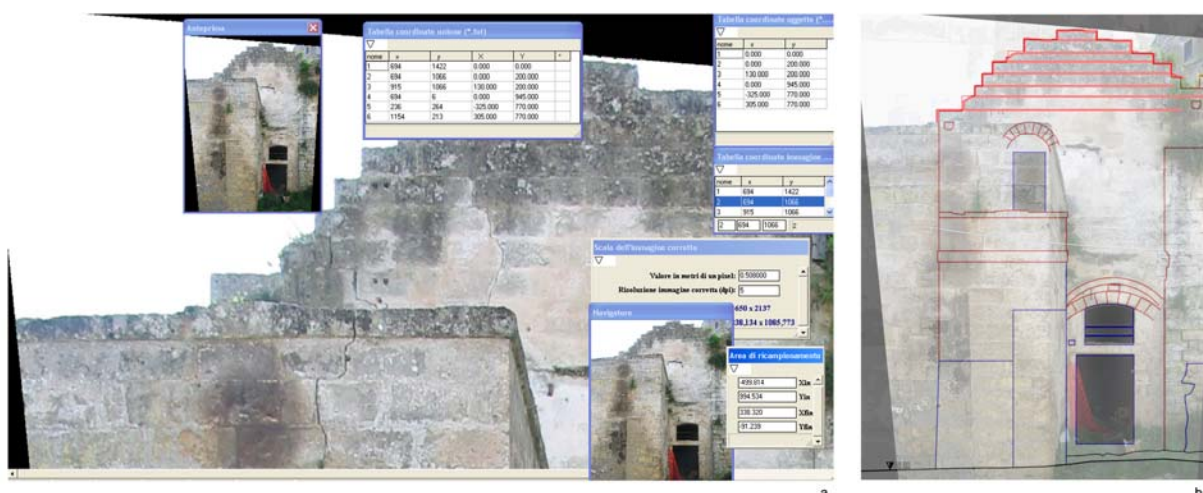 Anteprima
Tabella coordinate unione (*.txt)
nome x y X Y *
1 694 1422 0.000 0.000
2 694 1066 0.000 200.000
3 915 1066 130.000 200.000
4 694 6 0.000 945.000
5 236 264 -325.000 770.000
6 1154 213 305.000 770.000
Tabella coordinate oggetto (*...
nome x y
1 0.000 0.000
2 0.000 200.000
3 130.000 200.000
4 0.000 945.000
5 -325.000 770.000
6 305.000 770.000
Tabella coordinate immagine ...
nome x y
1 694 1422
2 694 1066
3 915 1066
2 694 1066
Scala dell'immagine corretta
Valore in metri di un pixel: 0.508000
Risoluzione immagine corretta (dpi): 5
650 x 2137
38,134 x 1085,773
Navigatore
Area di ricampionamento
-499.814 XIn
994.534 YIn
338.320 Xfin
-91.239 Yfin
a
b